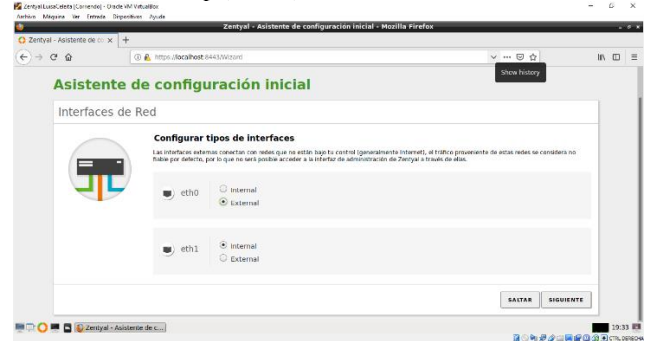 Zentyal LuisaCeleita [Corriendo] - Oracle VM VirtualBox
Archivo Máquina Ver Entrada Dispositivos Ayuda
Zentyal - Asistente de configuración inicial - Mozilla Firefox
Zentyal - Asistente de co
https://localhost:8443/Wizard
Show history
Asistente de configuración inicial
Interfaces de Red
Configurar tipos de interfaces
Las interfaces externas conectan con redes que no están bajo tu control (generalmente Internet), el tráfico proveniente de estas redes se considera no
fiable por defecto, por lo que no será posible acceder a la interfaz de administración de Zentyal a través de ellas.
eth0
Internal
External
eth1
Internal
External
SALTAR SIGUIENTE
Zentyal - Asistente de c...
19:33
CTRL DERECHA